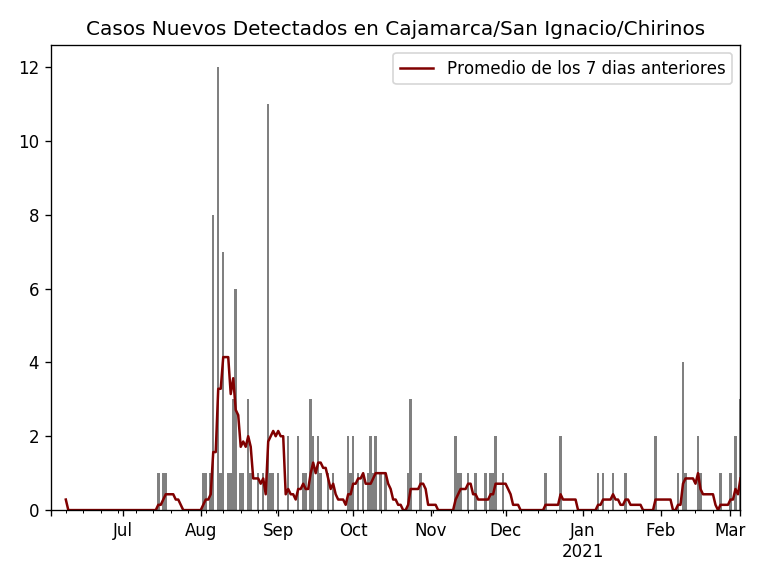 Casos Nuevos Detectados en Cajamarca/San Ignacio/Chirinos
Promedio de los 7 dias anteriores
12
10
8
6
4
2
0
Jul Aug Sep Oct Nov Dec Jan Feb Mar
2021